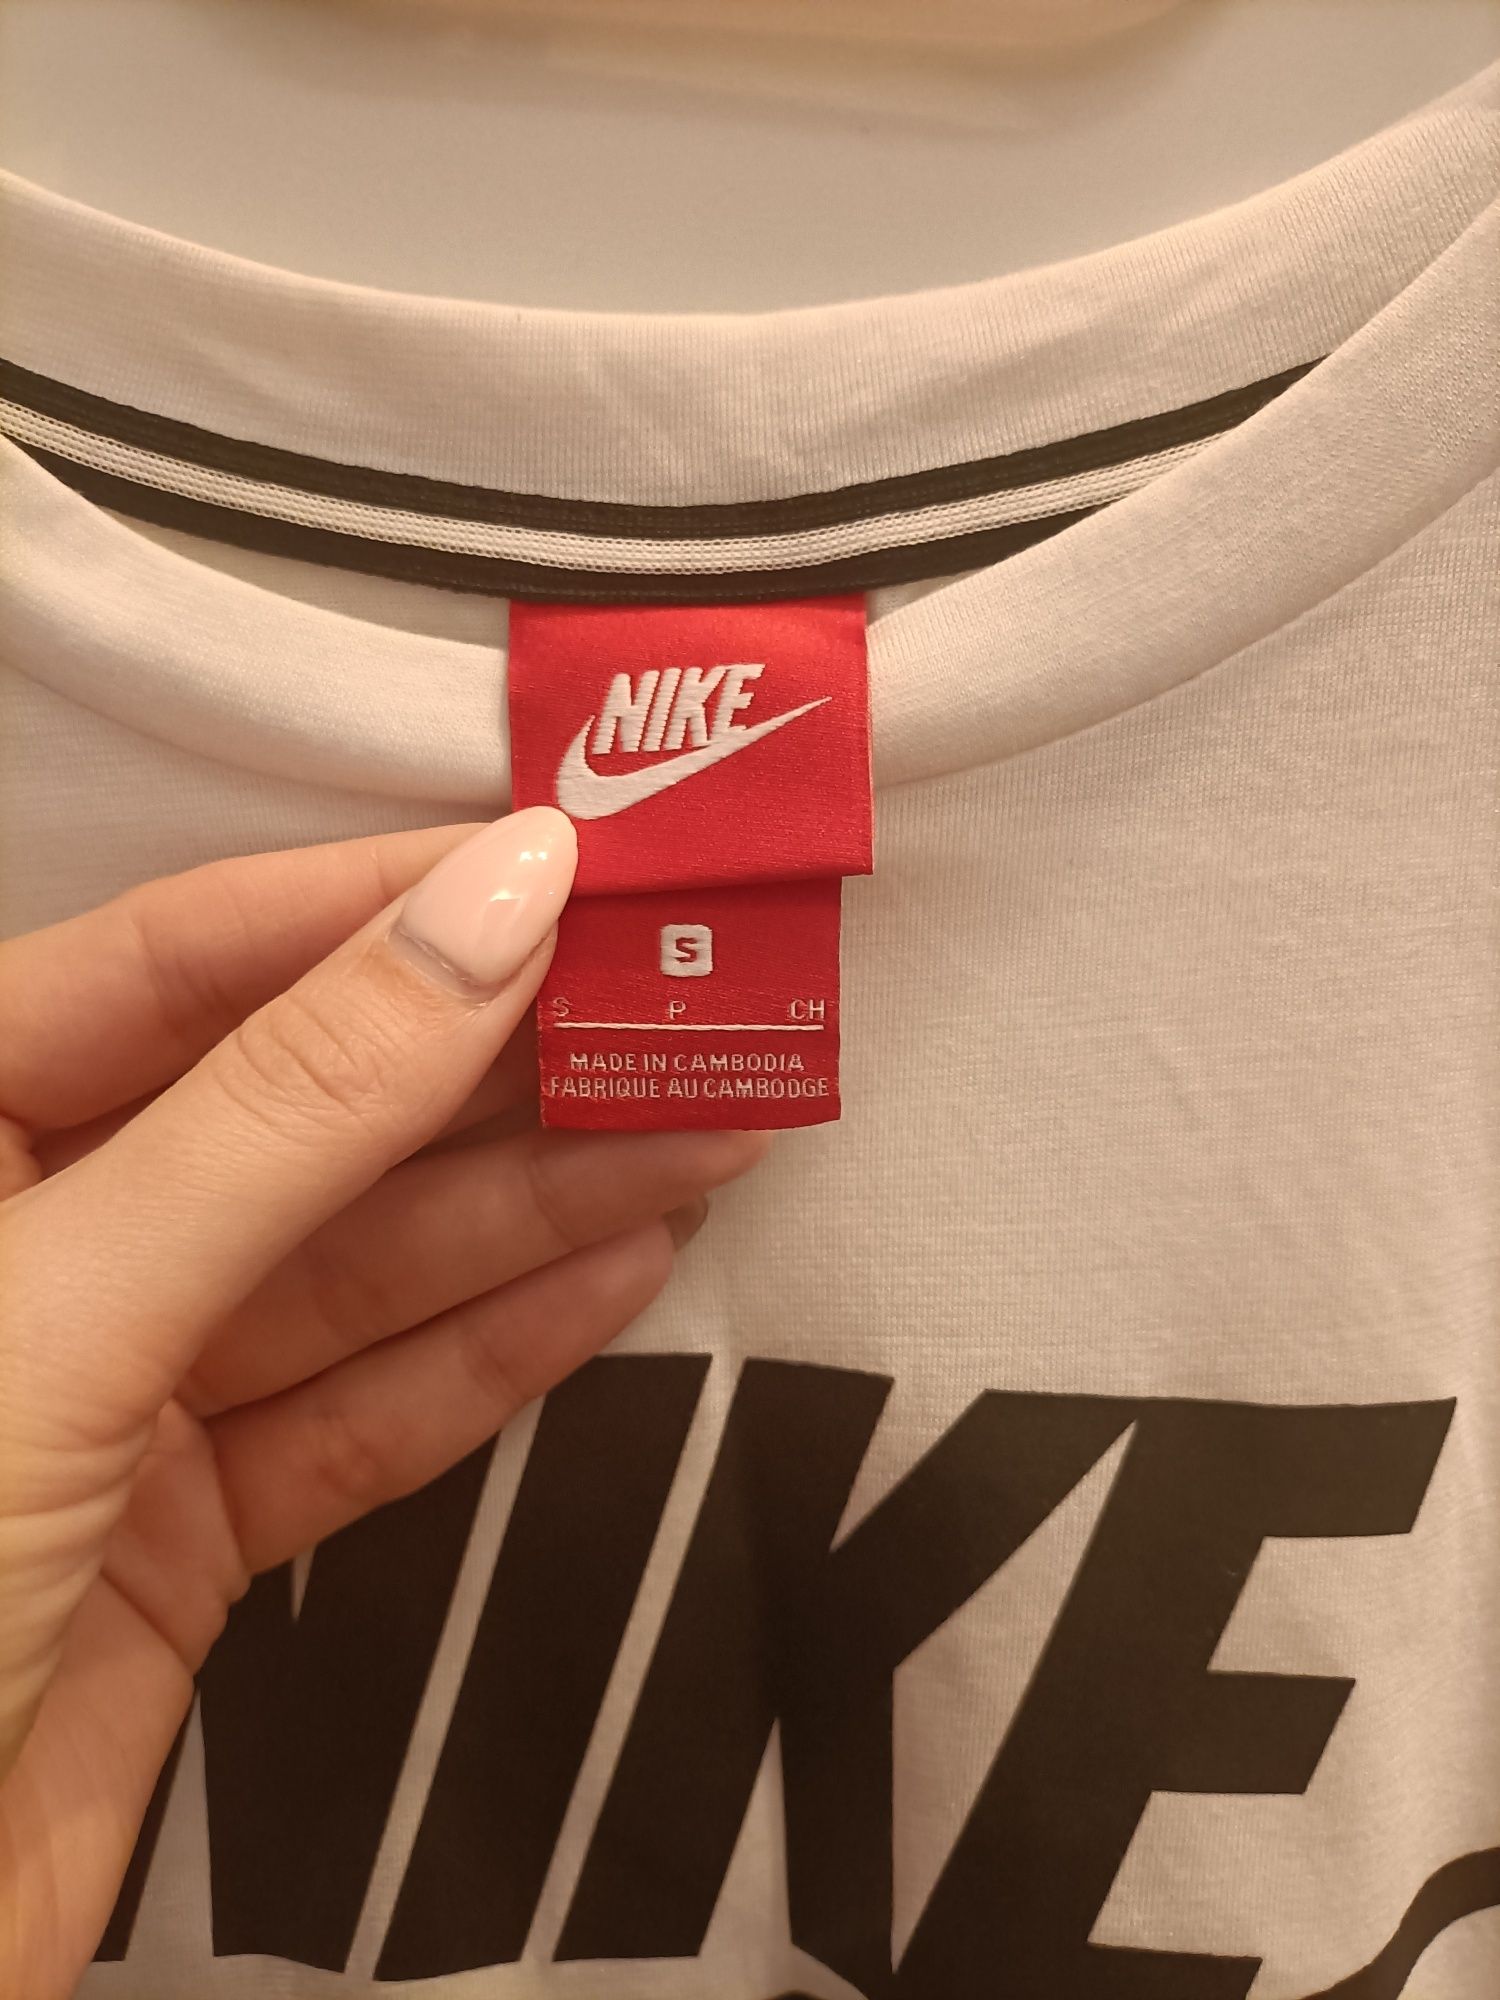 NIKE
S
S P CH
MADE IN CAMBODIA
FABRIQUE AU CAMBODGE
NIKE